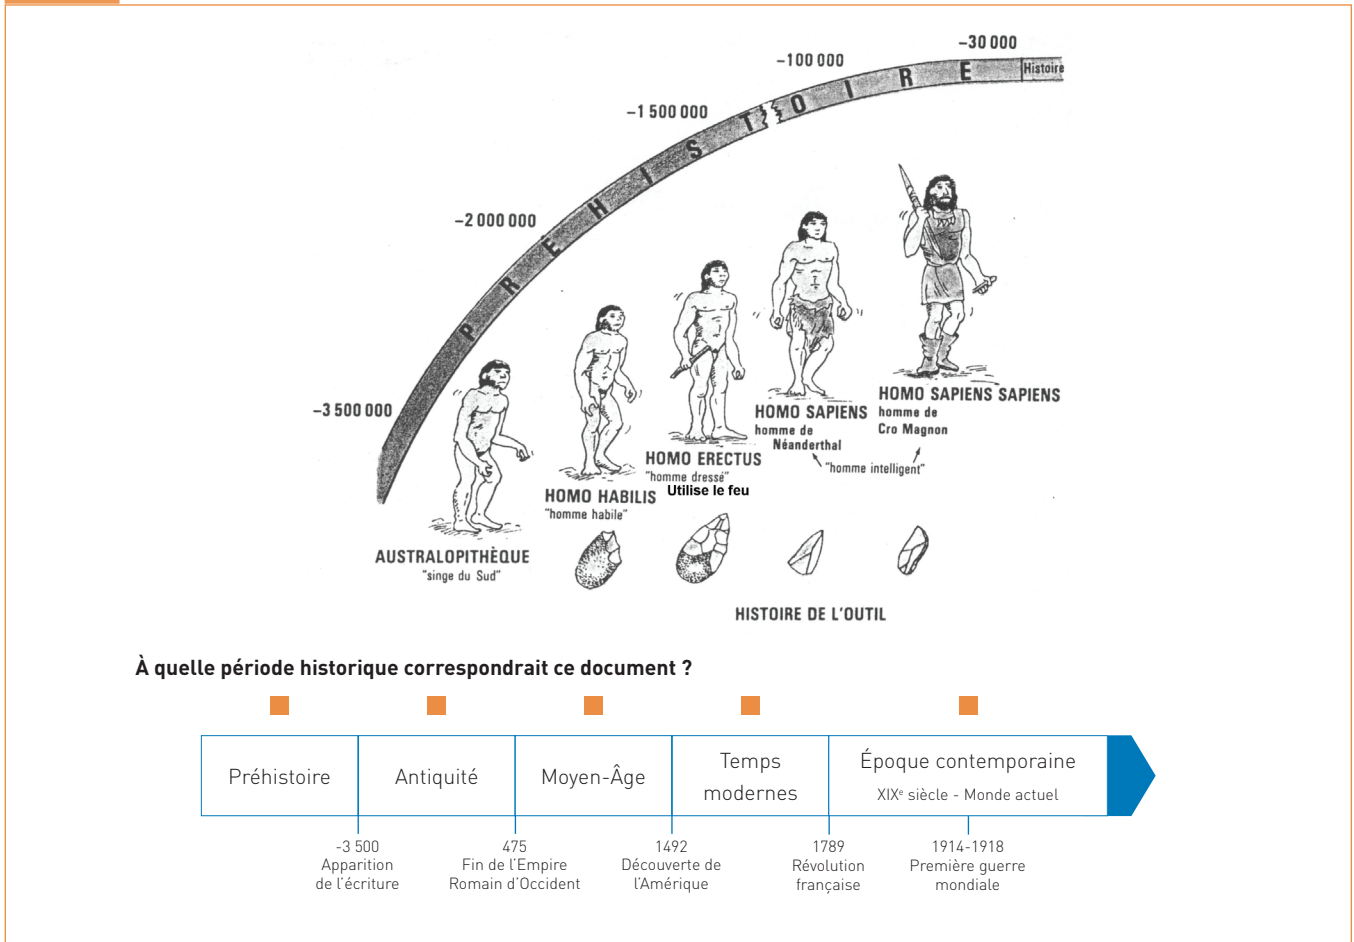 −30 000
−100 000
Histoire
−1 500 000
−2 000 000
PREHISTOIRE
−3 500 000
HOMO SAPIENS SAPIENS
homme de
Cro Magnon
HOMO SAPIENS
homme de
Néanderthal
"homme intelligent"
HOMO ERECTUS
"homme dressé"
Utilise le feu
HOMO HABILIS
"homme habile"
AUSTRALOPITHÈQUE
"singe du Sud"
HISTOIRE DE L'OUTIL
À quelle période historique correspondrait ce document ?
Préhistoire
Antiquité
Moyen-Âge
Temps
modernes
Époque contemporaine
XIXe siècle - Monde actuel
-3 500
Apparition
de l'écriture
475
Fin de l'Empire
Romain d'Occident
1492
Découverte de
l'Amérique
1789
Révolution
française
1914-1918
Première guerre
mondiale